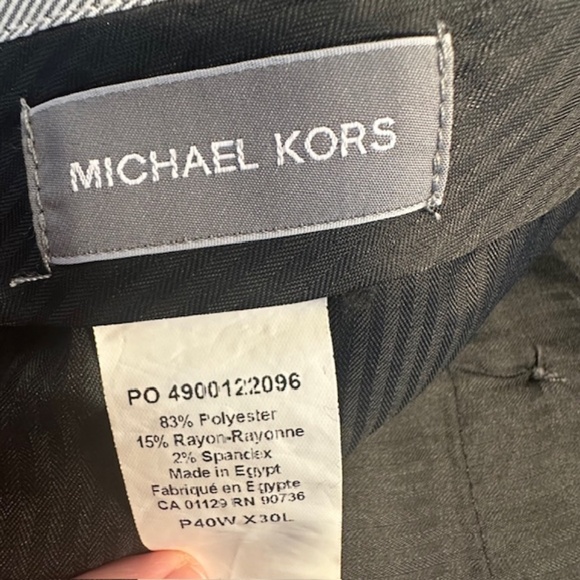 MICHAEL KORS
PO 4900122096
83% Polyester
15% Rayon-Rayonne
2% Spandex
Made in Egypt
Fabriqué en Egypte
CA 01129 RN 90736
P40W X30L